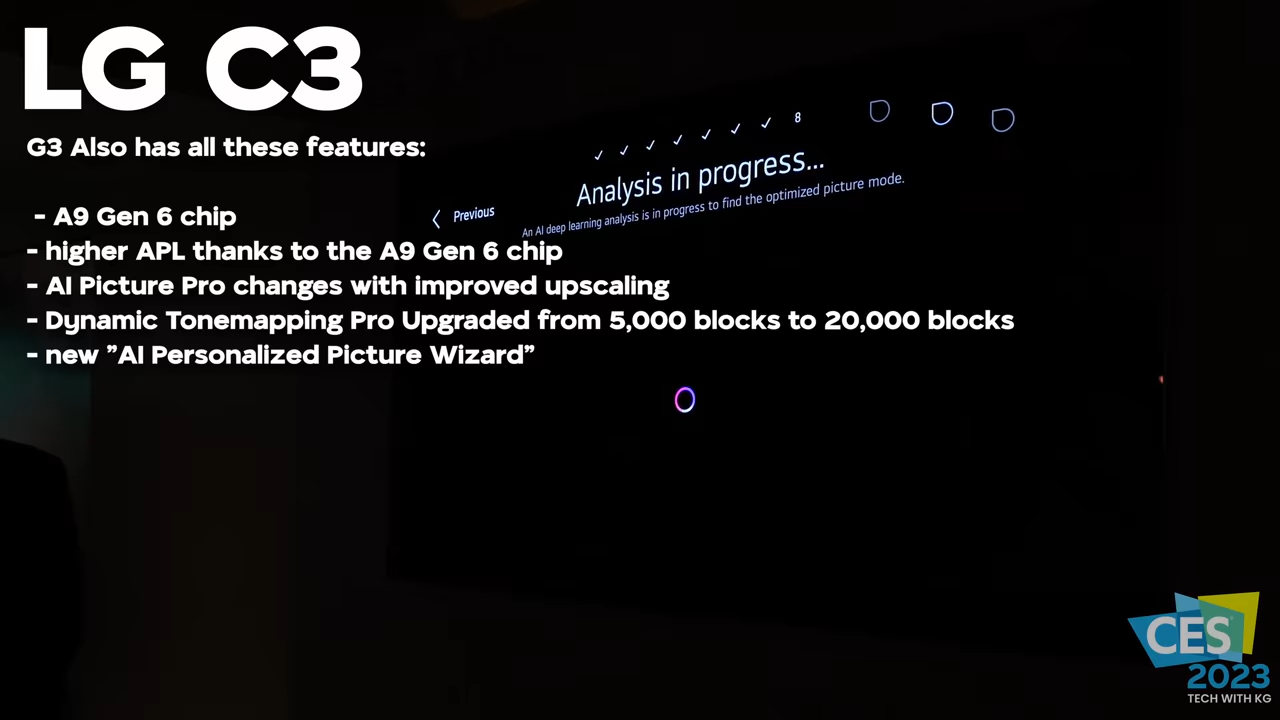 LG C3
G3 Also has all these features:
- A9 Gen 6 chip
- higher APL thanks to the A9 Gen 6 chip
- AI Picture Pro changes with improved upscaling
- Dynamic Tonemapping Pro Upgraded from 5,000 blocks to 20,000 blocks
- new "AI Personalized Picture Wizard"
8
Analysis in progress...
Previous
An AI deep learning analysis is in progress to find the optimized picture mode.
CES
2023
TECH WITH KG